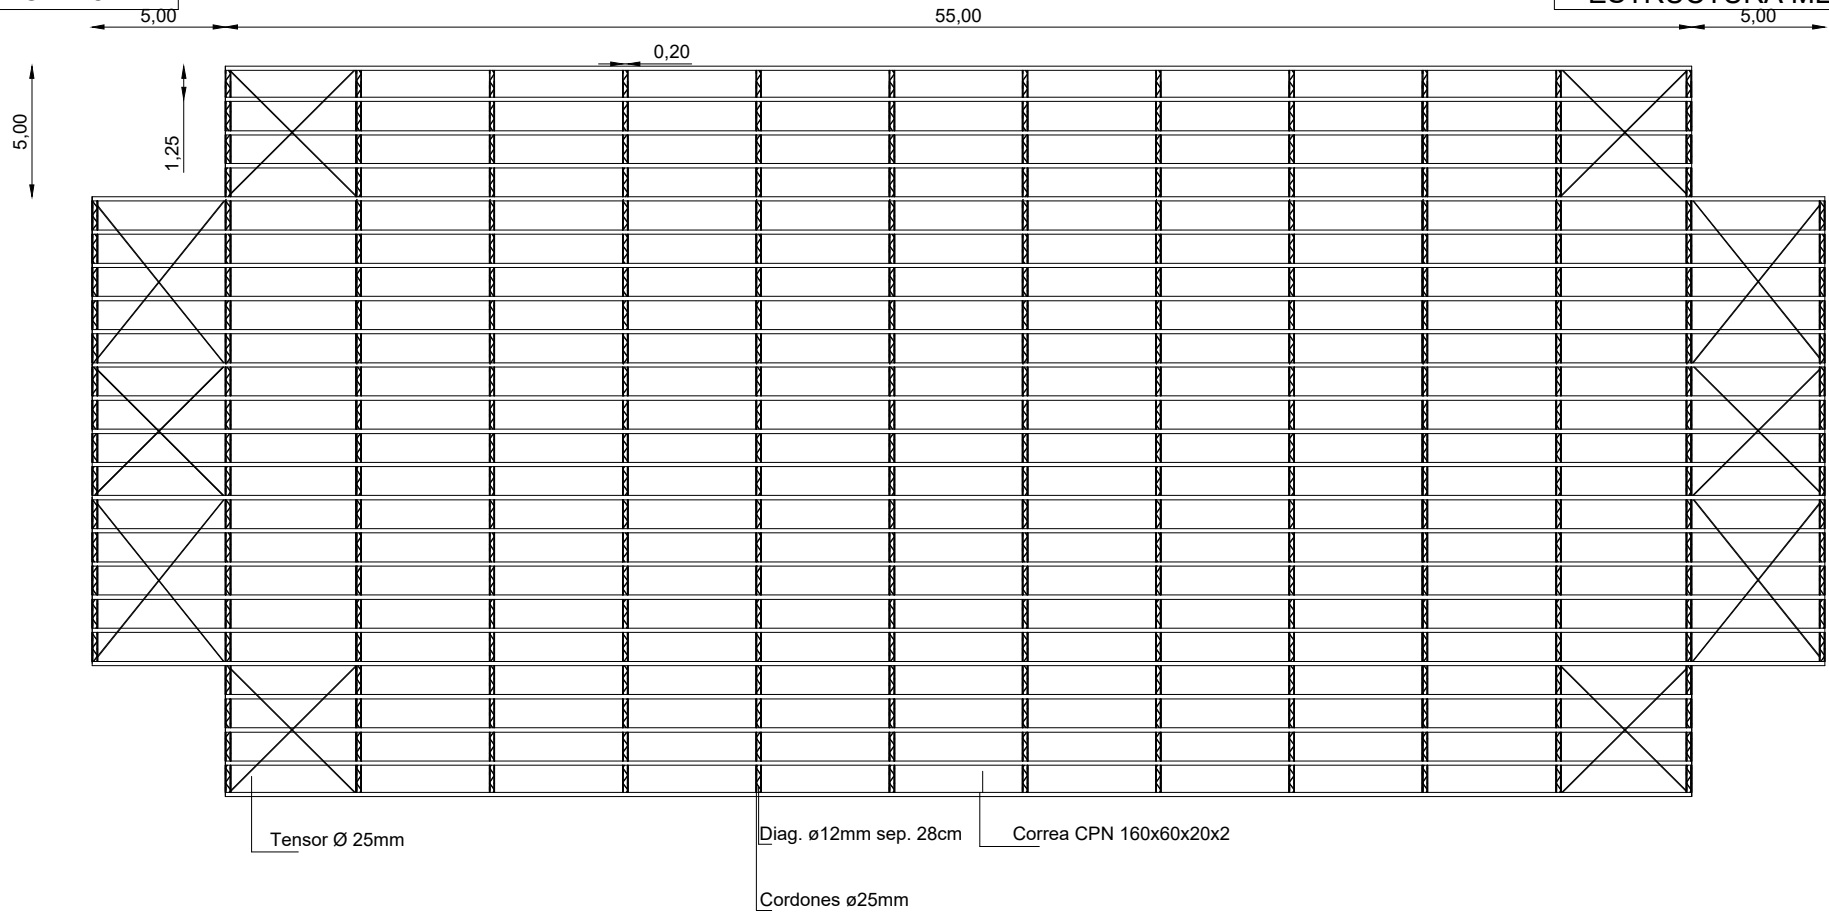 5,00
55,00
5,00
0,20
5,00
1,25
Tensor Ø 25mm
Diag. ø12mm sep. 28cm
Correa CPN 160x60x20x2
Cordones ø25mm